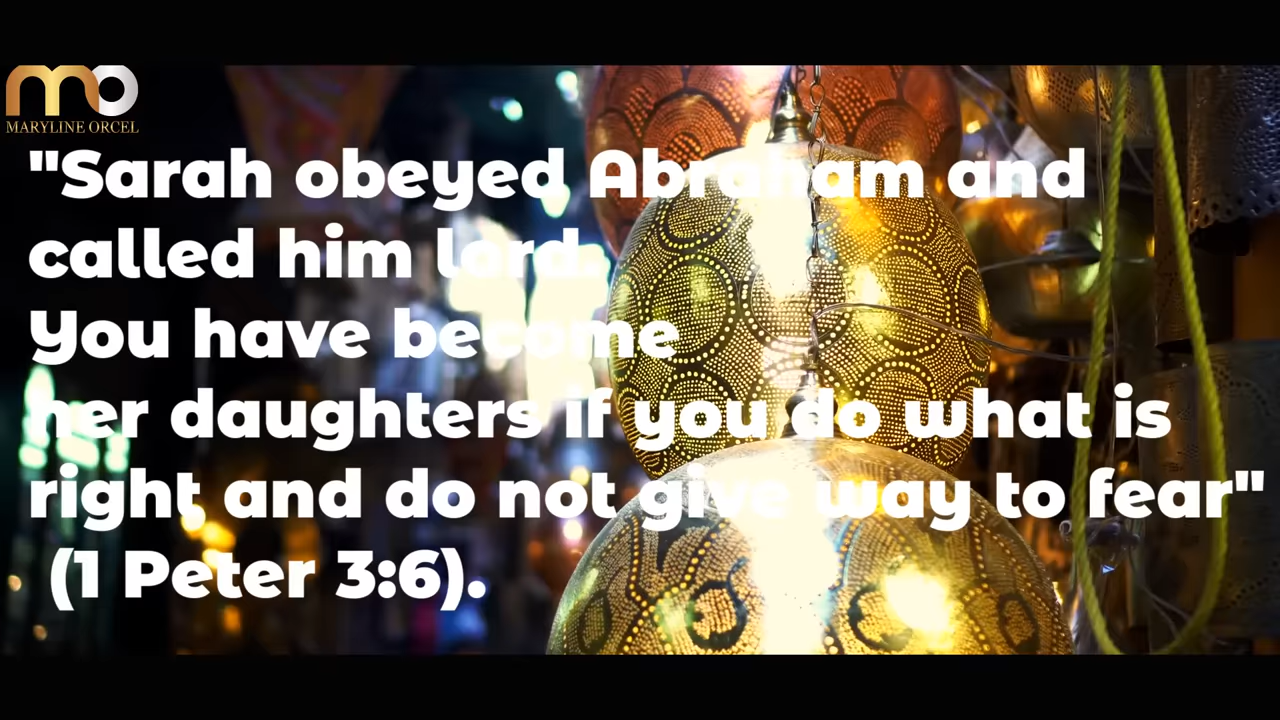 mo
MARYLINE ORCEL
"Sarah obeyed Abraham and
called him lord.
You have become
her daughters if you do what is
right and do not give way to fear"
(1 Peter 3:6).